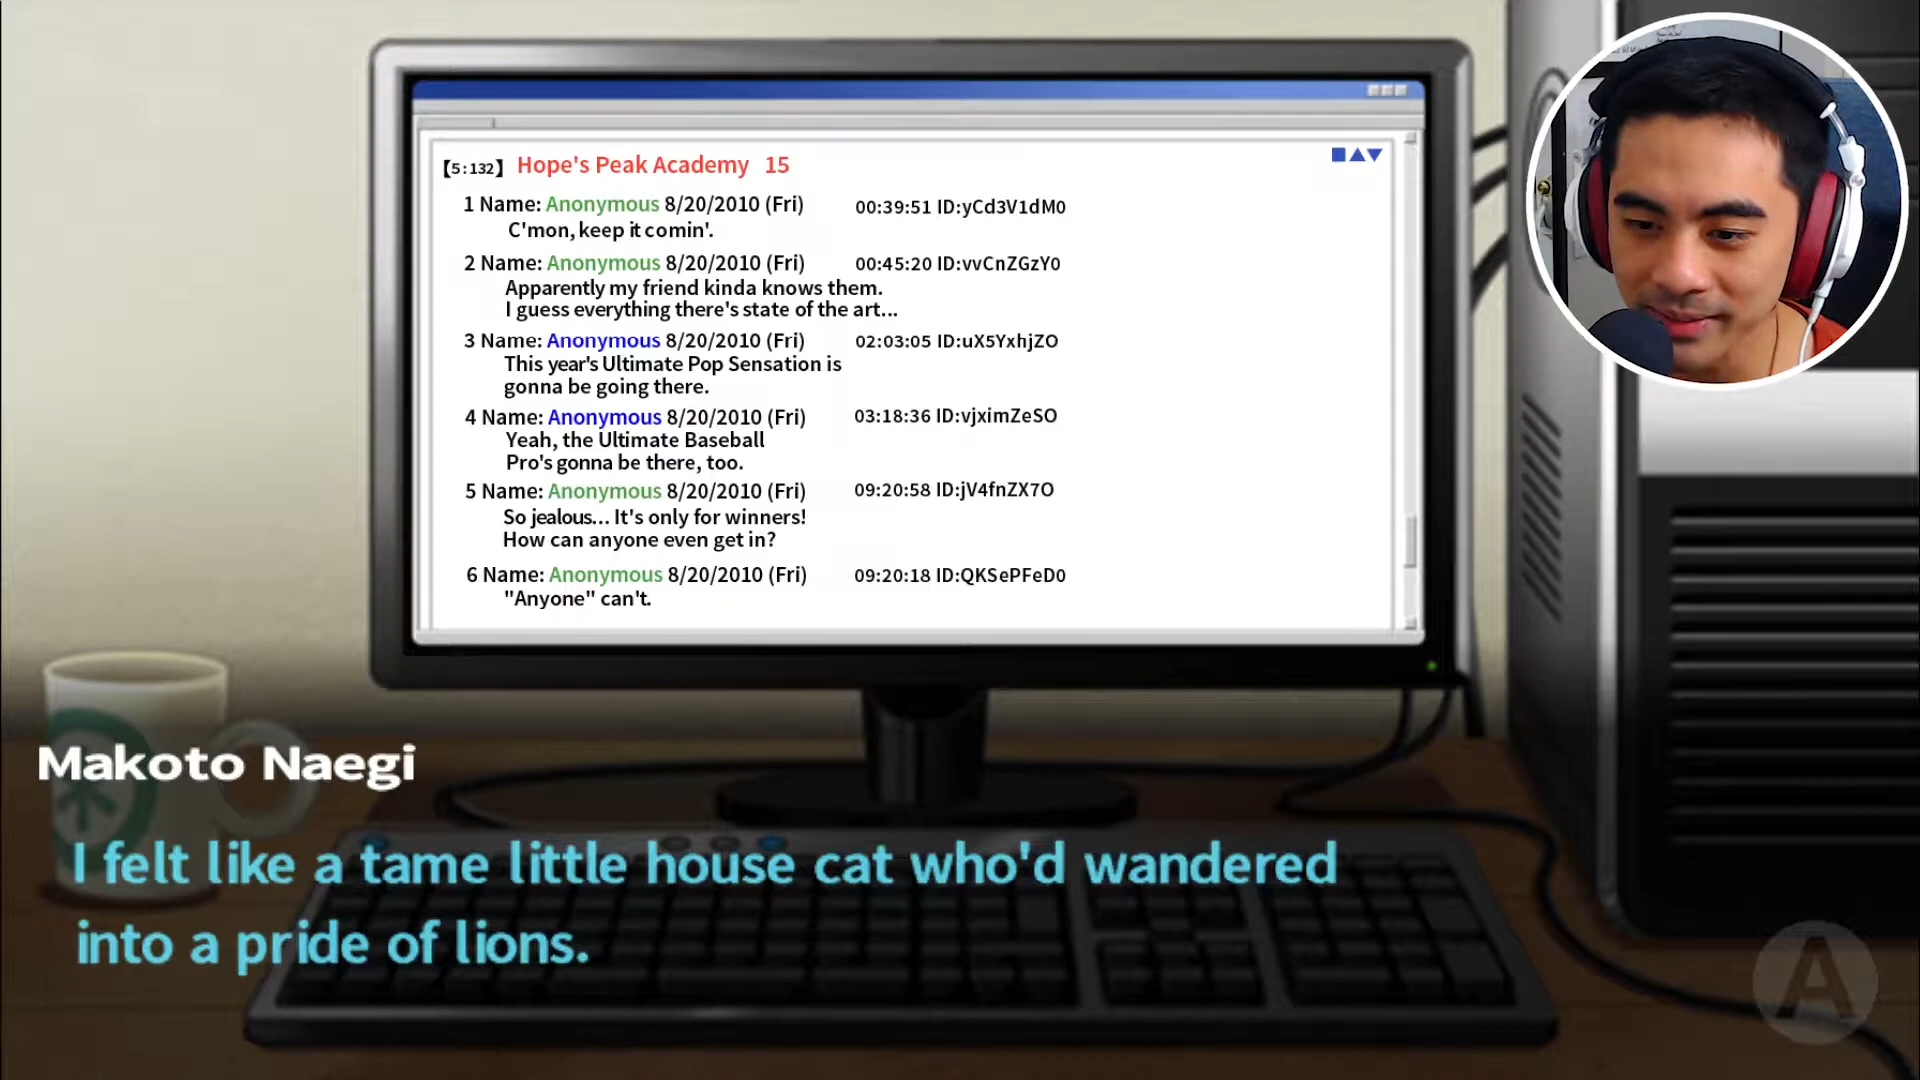 【5:132】 Hope's Peak Academy 15
1 Name: Anonymous 8/20/2010 (Fri) 00:39:51 ID:yCd3V1dM0
C'mon, keep it comin'.
2 Name: Anonymous 8/20/2010 (Fri) 00:45:20 ID:vvCnZGzY0
Apparently my friend kinda knows them.
I guess everything there's state of the art...
3 Name: Anonymous 8/20/2010 (Fri) 02:03:05 ID:uX5YxhjZO
This year's Ultimate Pop Sensation is
gonna be going there.
4 Name: Anonymous 8/20/2010 (Fri) 03:18:36 ID:vjximZeSO
Yeah, the Ultimate Baseball
Pro's gonna be there, too.
5 Name: Anonymous 8/20/2010 (Fri) 09:20:58 ID:jV4fnZX7O
So jealous... It's only for winners!
How can anyone even get in?
6 Name: Anonymous 8/20/2010 (Fri) 09:20:18 ID:QKSePFeD0
"Anyone" can't.
Makoto Naegi
I felt like a tame little house cat who'd wandered
into a pride of lions.
A